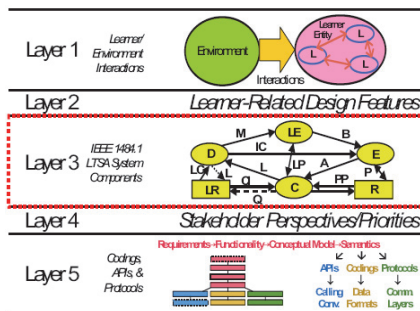 Layer 1
Learner/
Environment
Interactions
Environment
Learner
Entity
L
L
L
Interactions
Layer 2
Learner-Related Design Features
Layer 3
IEEE 1484.1
LTSA System
Components
LE
M
B
D
IC
E
LC
L
L
LP
A
P
LR
Q
Q
C
PP
R
Layer 4
Stakeholder Perspectives/Priorities
Layer 5
Codings,
APIs, &
Protocols
Requirements→Functionality→Conceptual Model→Semantics
APIs
Codings
Protocols
Calling
Conv.
Data
Formats
Comm.
Layers